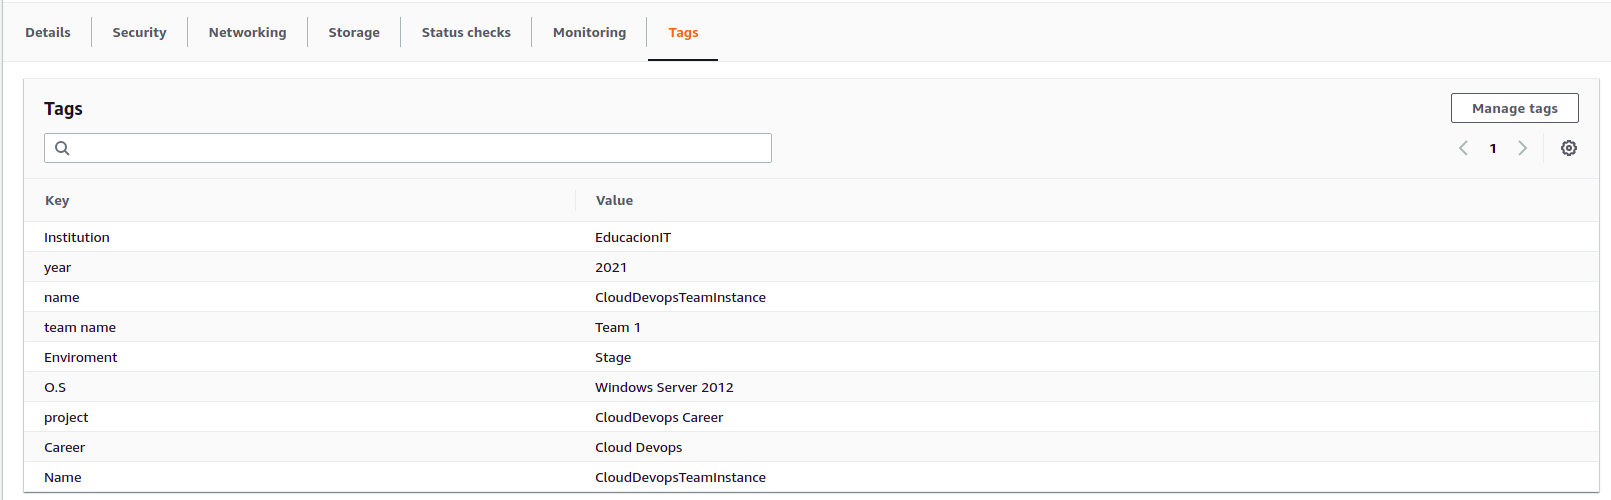 Details Security Networking Storage Status checks Monitoring Tags
Tags
Manage tags
1
Key Value
Institution EducacionIT
year 2021
name CloudDevopsTeamInstance
team name Team 1
Enviroment Stage
O.S Windows Server 2012
project CloudDevops Career
Career Cloud Devops
Name CloudDevopsTeamInstance